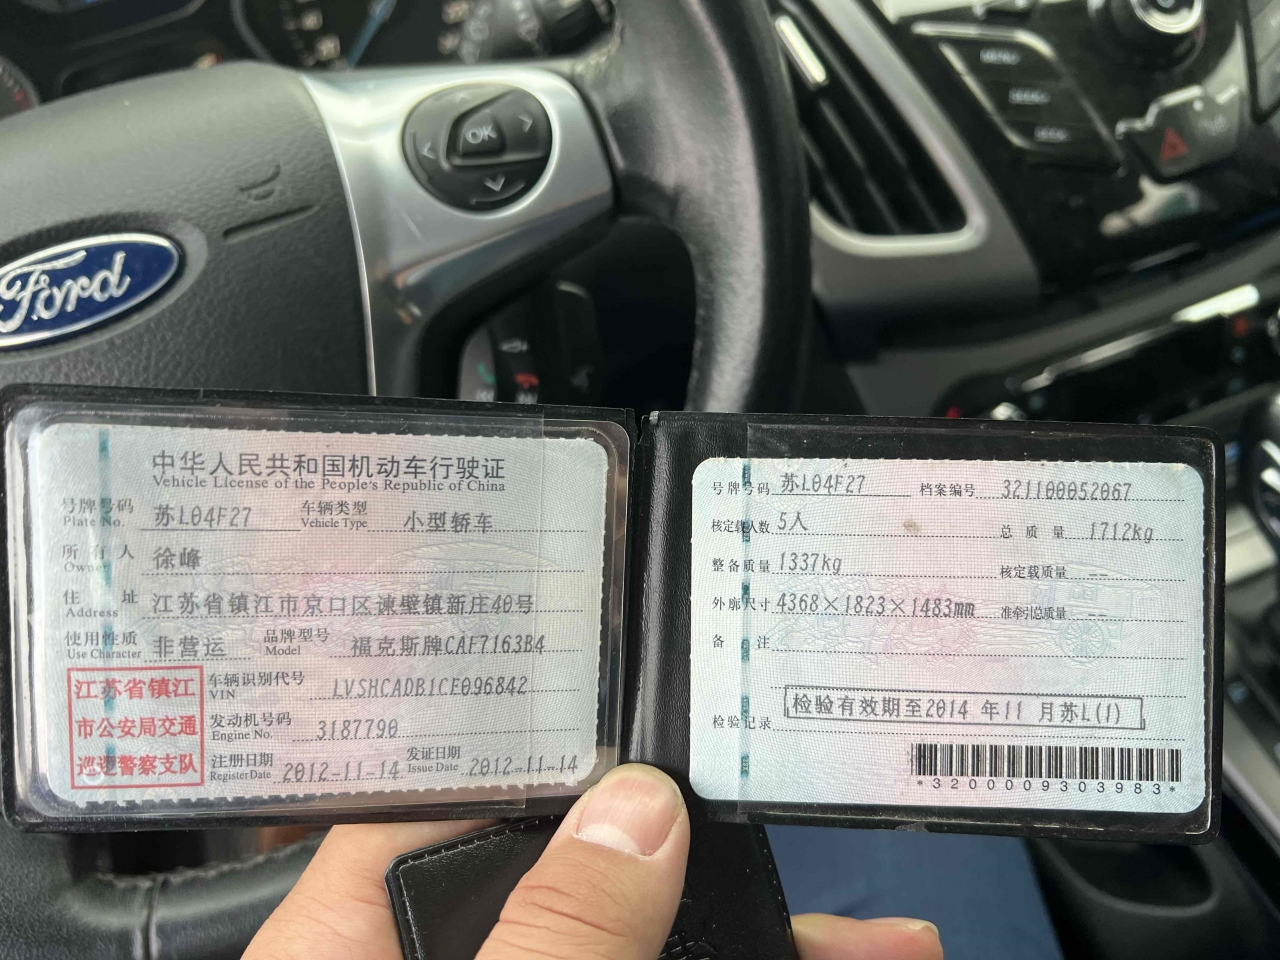 OK
Ford
MENU
中华人民共和国机动车行驶证
Vehicle License of the People's Republic of China
号牌号码 Plate No. 苏L04F27 车辆类型 Vehicle Type 小型轿车
所有人 Owner 徐峰
住址 Address 江苏省镇江市京口区谏壁镇新庄40号
使用性质 Use Character 非营运 品牌型号 Model 福克斯牌CAF7163B4
江苏省镇江市公安局交通巡逻警察支队
车辆识别代号 VIN LVSHCADB1CE096842
发动机号码 Engine No. 3187790
注册日期 Register Date 2012-11-14 发证日期 Issue Date 2012-11-14
号牌号码 苏L04F27 档案编号 321100052067
核定载人数 5人 总质量 1712kg
整备质量 1337kg 核定载质量 --
外廓尺寸 4368×1823×1483mm 准牵引总质量 --
备注
检验记录 检验有效期至2014 年11 月苏L(1)
*3200009303983*